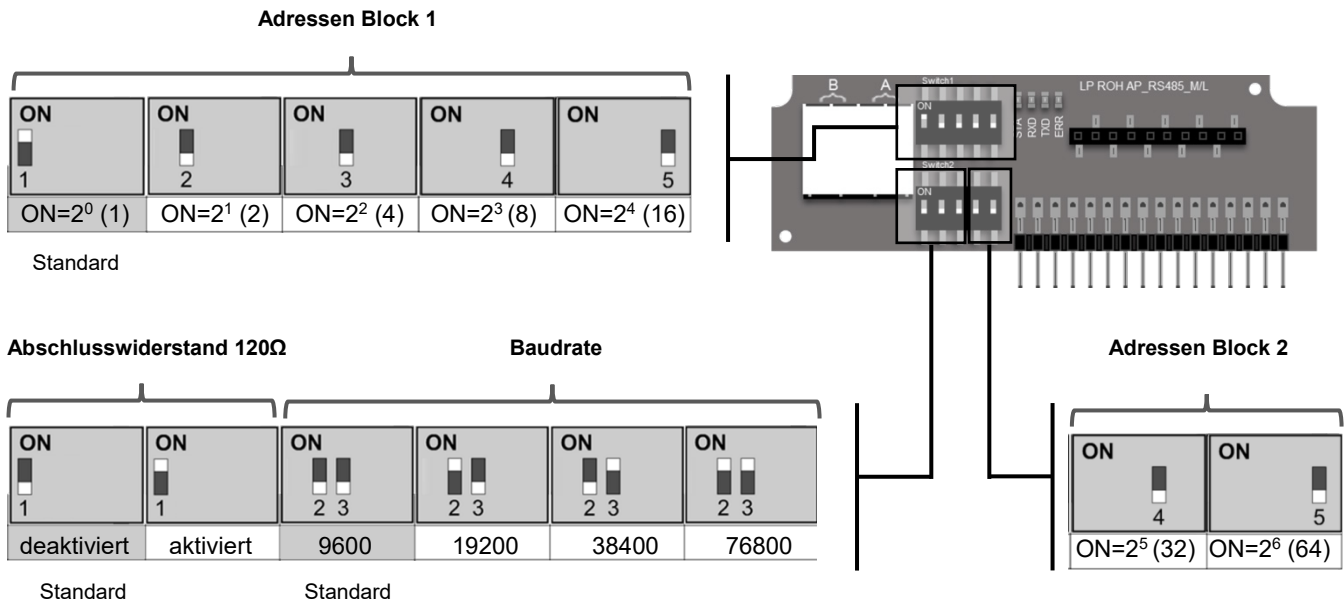 Adressen Block 1
ON ON ON ON ON
1 2 3 4 5
ON=2⁰ (1) ON=2¹ (2) ON=2² (4) ON=2³ (8) ON=2⁴ (16)
Standard
B A Switch1 LP ROH AP_RS485_M/L
ON
STA RXD TXD ERR
Switch2
ON
Abschlusswiderstand 120Ω Baudrate Adressen Block 2
ON ON ON ON ON ON
1 1 2 3 2 3 2 3 2 3
deaktiviert aktiviert 9600 19200 38400 76800
Standard Standard
ON ON
4 5
ON=2⁵ (32) ON=2⁶ (64)